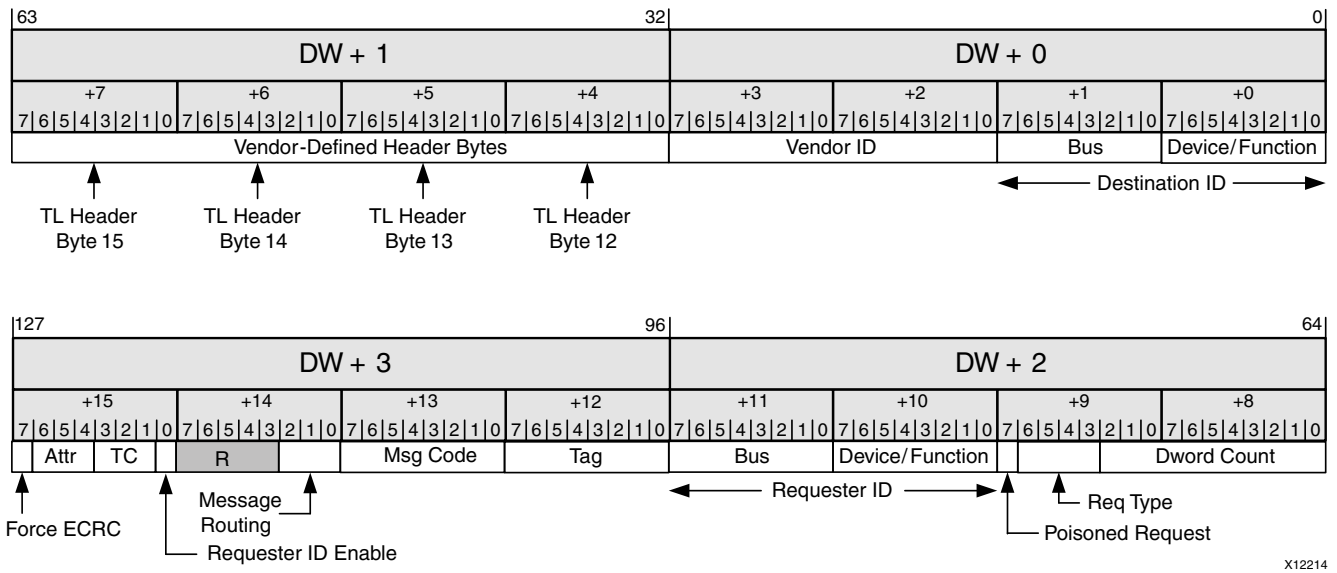 63 32 0
DW + 1 DW + 0
+7 +6 +5 +4 +3 +2 +1 +0
7 6 5 4 3 2 1 0 7 6 5 4 3 2 1 0 7 6 5 4 3 2 1 0 7 6 5 4 3 2 1 0 7 6 5 4 3 2 1 0 7 6 5 4 3 2 1 0 7 6 5 4 3 2 1 0 7 6 5 4 3 2 1 0
Vendor-Defined Header Bytes Vendor ID Bus Device/Function
Destination ID
TL Header TL Header TL Header TL Header
Byte 15 Byte 14 Byte 13 Byte 12
127 96 64
DW + 3 DW + 2
+15 +14 +13 +12 +11 +10 +9 +8
7 6 5 4 3 2 1 0 7 6 5 4 3 2 1 0 7 6 5 4 3 2 1 0 7 6 5 4 3 2 1 0 7 6 5 4 3 2 1 0 7 6 5 4 3 2 1 0 7 6 5 4 3 2 1 0 7 6 5 4 3 2 1 0
Attr TC R Msg Code Tag Bus Device/Function Dword Count
Message Requester ID Req Type
Force ECRC Routing Poisoned Request
Requester ID Enable
X12214